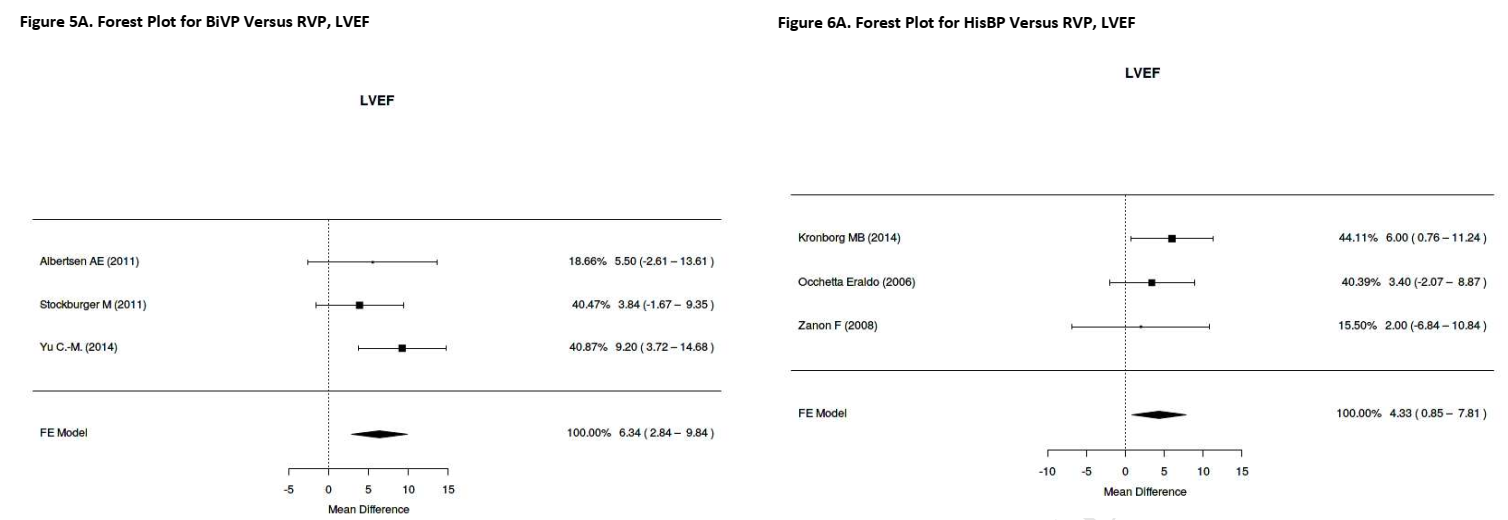 Figure 5A. Forest Plot for BiVP Versus RVP, LVEF
LVEF
Albertsen AE (2011) 18.66% 5.50 (-2.61 – 13.61 )
Stockburger M (2011) 40.47% 3.84 (-1.67 – 9.35 )
Yu C.-M. (2014) 40.87% 9.20 ( 3.72 – 14.68 )
FE Model 100.00% 6.34 ( 2.84 – 9.84 )
-5 0 5 10 15
Mean Difference
Figure 6A. Forest Plot for HisBP Versus RVP, LVEF
LVEF
Kronborg MB (2014) 44.11% 6.00 ( 0.76 – 11.24 )
Occhetta Eraldo (2006) 40.39% 3.40 (-2.07 – 8.87 )
Zanon F (2008) 15.50% 2.00 (-6.84 – 10.84 )
FE Model 100.00% 4.33 ( 0.85 – 7.81 )
-10 -5 0 5 10 15
Mean Difference